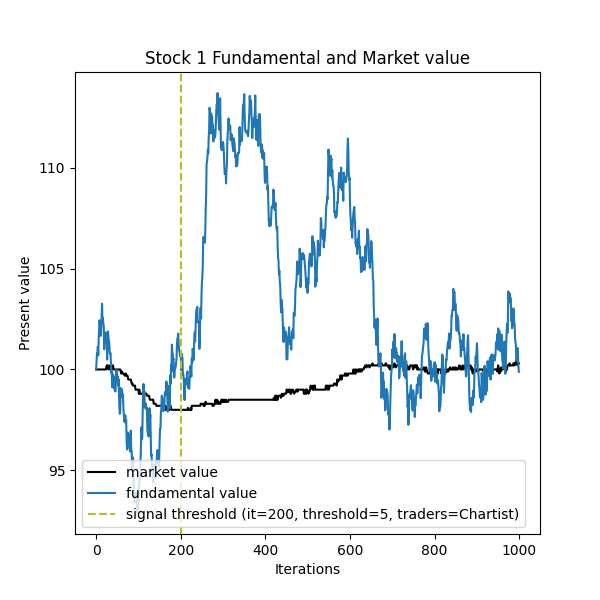 Stock 1 Fundamental and Market value
Present value
110
105
100
95
market value
fundamental value
signal threshold (it=200, threshold=5, traders=Chartist)
0 200 400 600 800 1000
Iterations